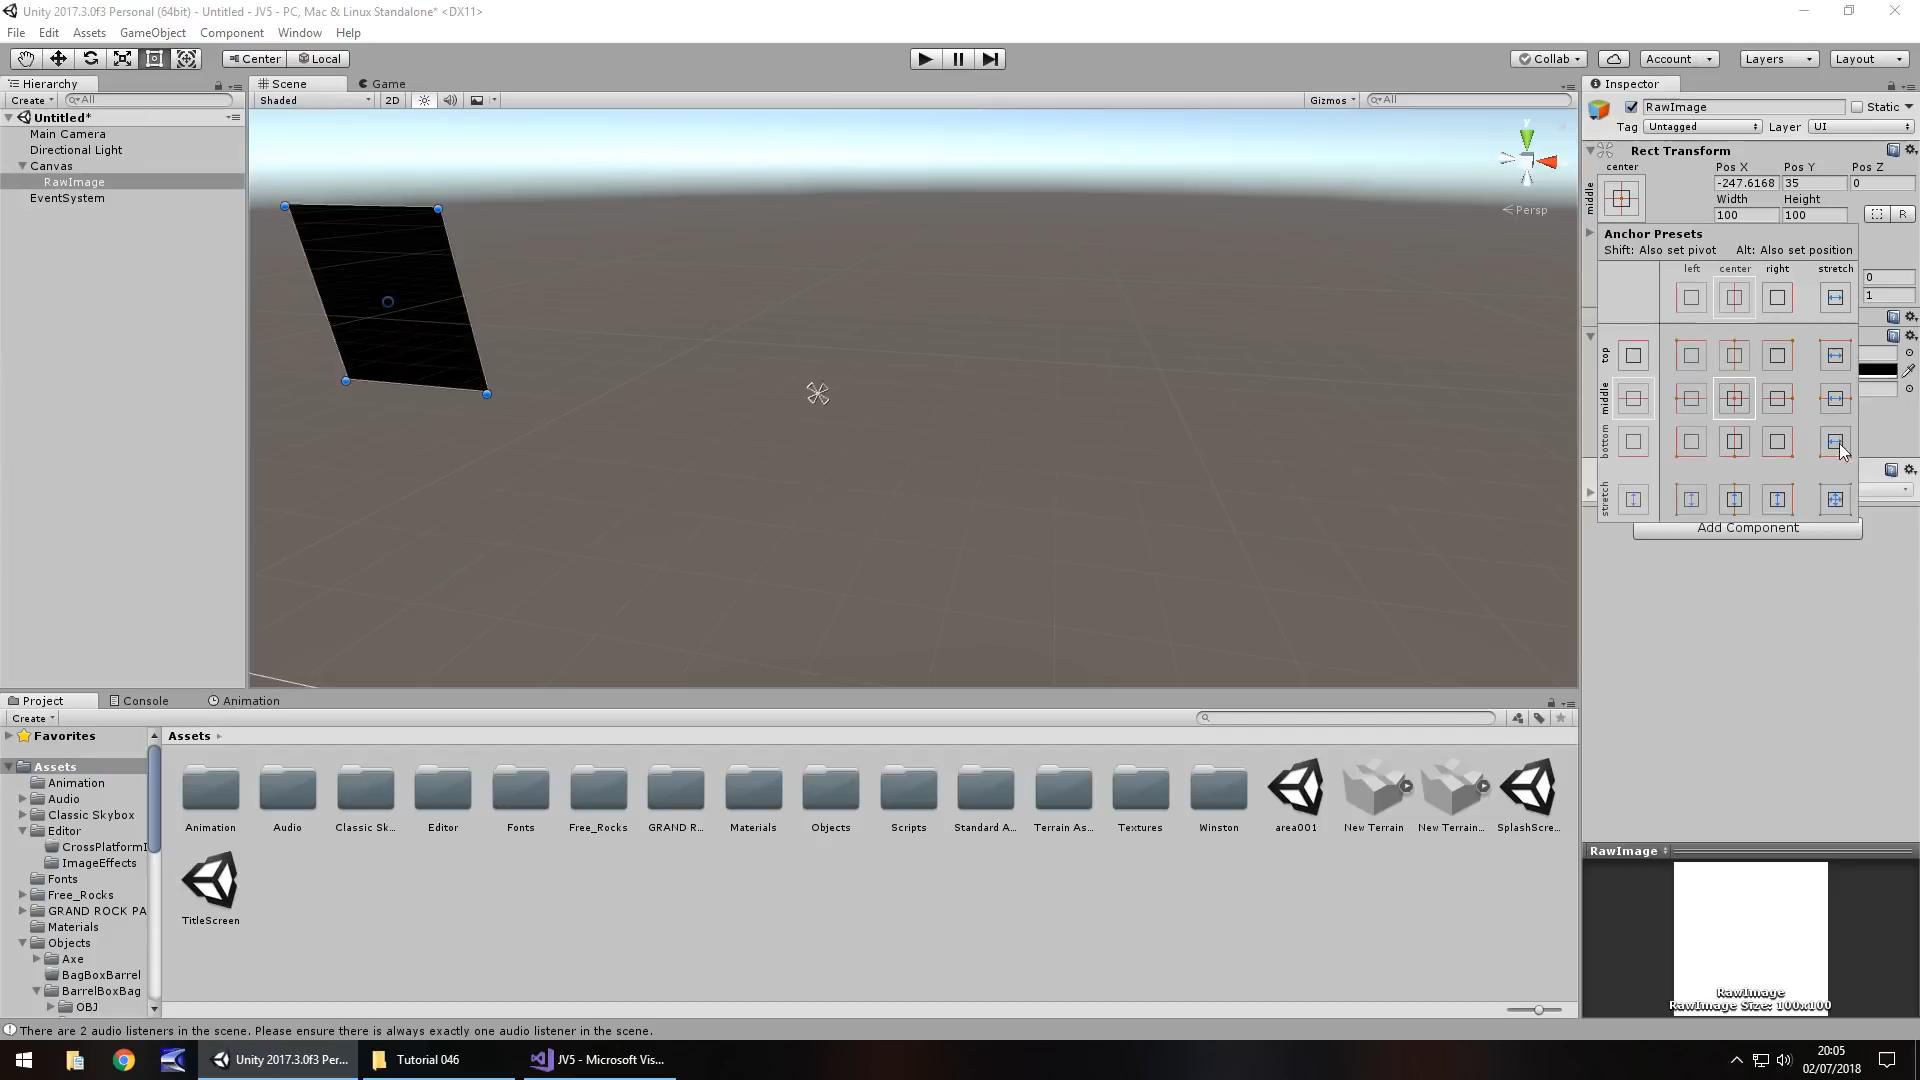 Unity 2017.3.0f3 Personal (64bit) - Untitled - JV5 - PC, Mac & Linux Standalone* <DX11>
File Edit Assets GameObject Component Window Help
Center Local Collab Account Layers Layout
Hierarchy
Create All
Untitled*
Main Camera
Directional Light
Canvas
RawImage
EventSystem
Scene Game
Shaded 2D Gizmos All
y
Persp
Inspector
RawImage Static
Tag Untagged Layer UI
Rect Transform
center Pos X Pos Y Pos Z
middle -247.6168 35 0
Width Height
100 100 R
Anchor Presets
Shift: Also set pivot Alt: Also set position
left center right stretch
0
1
top
middle
bottom
stretch
Add Component
Project Console Animation
Create
Favorites
Assets
Animation
Audio
Classic Skybox
Editor
CrossPlatformI
ImageEffects
Fonts
Free_Rocks
GRAND ROCK PA
Materials
Objects
Axe
BagBoxBarrel
BarrelBoxBag
OBJ
Assets
Animation Audio Classic Sk... Editor Fonts Free_Rocks GRAND R... Materials Objects Scripts Standard A... Terrain As... Textures Winston area001 New Terrain New Terrain... SplashScre...
TitleScreen
RawImage
RawImage
RawImage Size: 100x100
There are 2 audio listeners in the scene. Please ensure there is always exactly one audio listener in the scene.
Unity 2017.3.0f3 Per... Tutorial 046 JV5 - Microsoft Vis...
20:05
02/07/2018